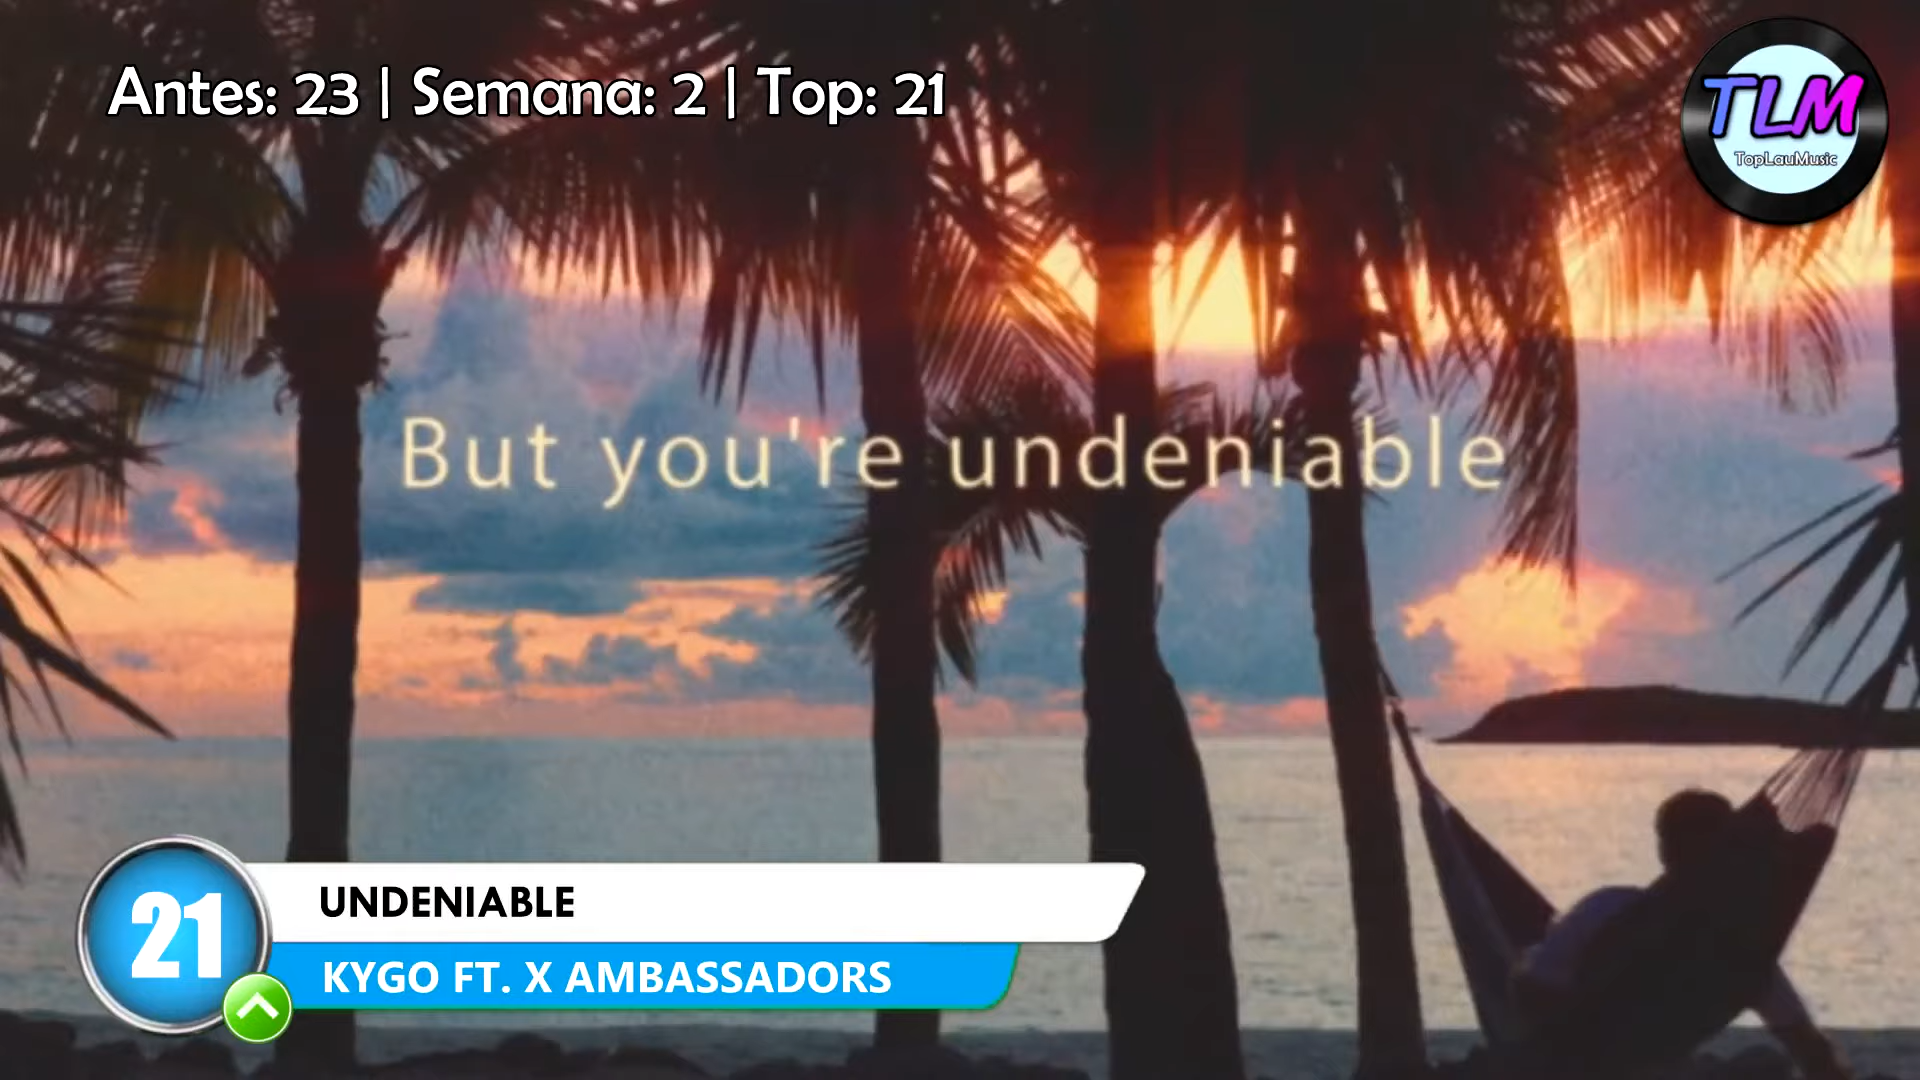 Antes: 23 | Semana: 2 | Top: 21
TLM
TopLauMusic
But you're undeniable
21
UNDENIABLE
KYGO FT. X AMBASSADORS